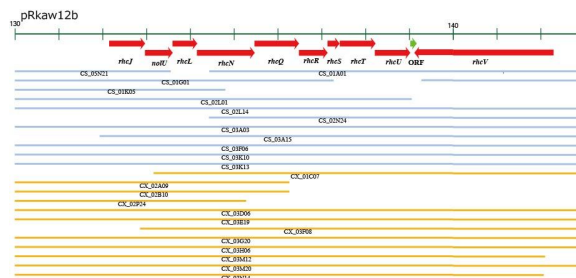 pRkaw12b
130 140
rhcJ nolU rhcL rhcN rhcQ rhcR rhcS rhcT rhcU ORF rhcV
CS_05N21 CS_01A01
CS_01G01
CS_01K05
CS_02L01
CS_02L14
CS_02N24
CS_03A03
CS_03A15
CS_03F06
CS_03K10
CS_03K13
CX_01C07
CX_02A09
CX_02B10
CX_02P24
CX_03D06
CX_03E19
CX_03F08
CX_03G20
CX_03H06
CX_03M12
CX_03M20